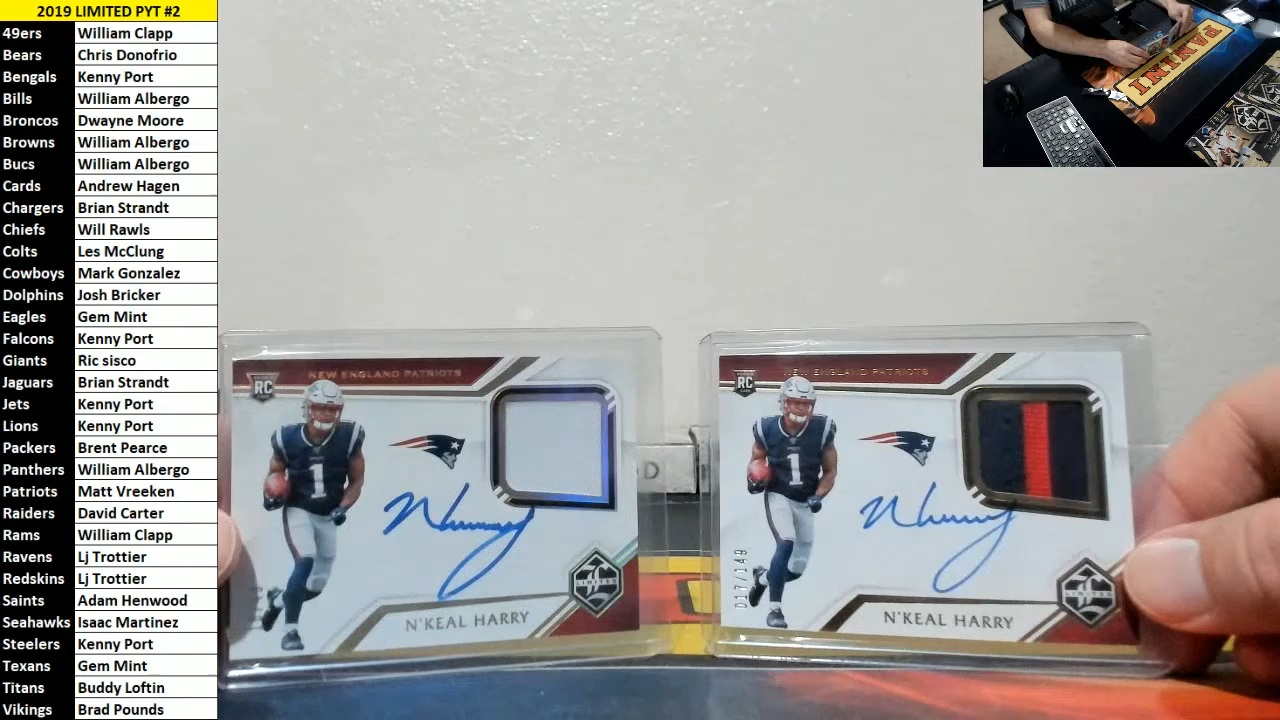 2019 LIMITED PYT #2
49ers William Clapp
Bears Chris Donofrio
Bengals Kenny Port
Bills William Albergo
Broncos Dwayne Moore
Browns William Albergo
Bucs William Albergo
Cards Andrew Hagen
Chargers Brian Strandt
Chiefs Will Rawls
Colts Les McClung
Cowboys Mark Gonzalez
Dolphins Josh Bricker
Eagles Gem Mint
Falcons Kenny Port
Giants Ric sisco
Jaguars Brian Strandt
Jets Kenny Port
Lions Kenny Port
Packers Brent Pearce
Panthers William Albergo
Patriots Matt Vreeken
Raiders David Carter
Rams William Clapp
Ravens Lj Trottier
Redskins Lj Trottier
Saints Adam Henwood
Seahawks Isaac Martinez
Steelers Kenny Port
Texans Gem Mint
Titans Buddy Loftin
Vikings Brad Pounds
PANINI
RC
NEW ENGLAND PATRIOTS
1
LIMITED
N'KEAL HARRY
RC
NEW ENGLAND PATRIOTS
1
017/149
LIMITED
N'KEAL HARRY